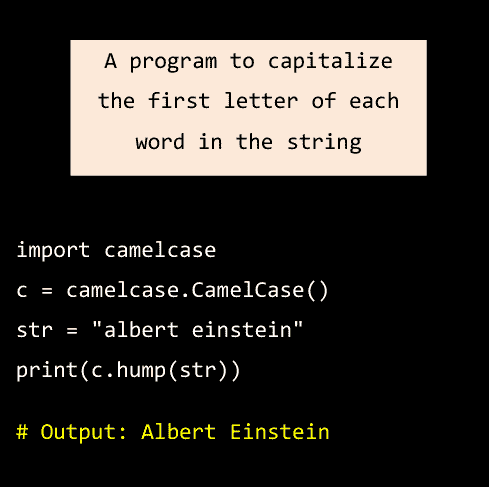 A program to capitalize
the first letter of each
word in the string
import camelcase
c = camelcase.CamelCase()
str = "albert einstein"
print(c.hump(str))
# Output: Albert Einstein